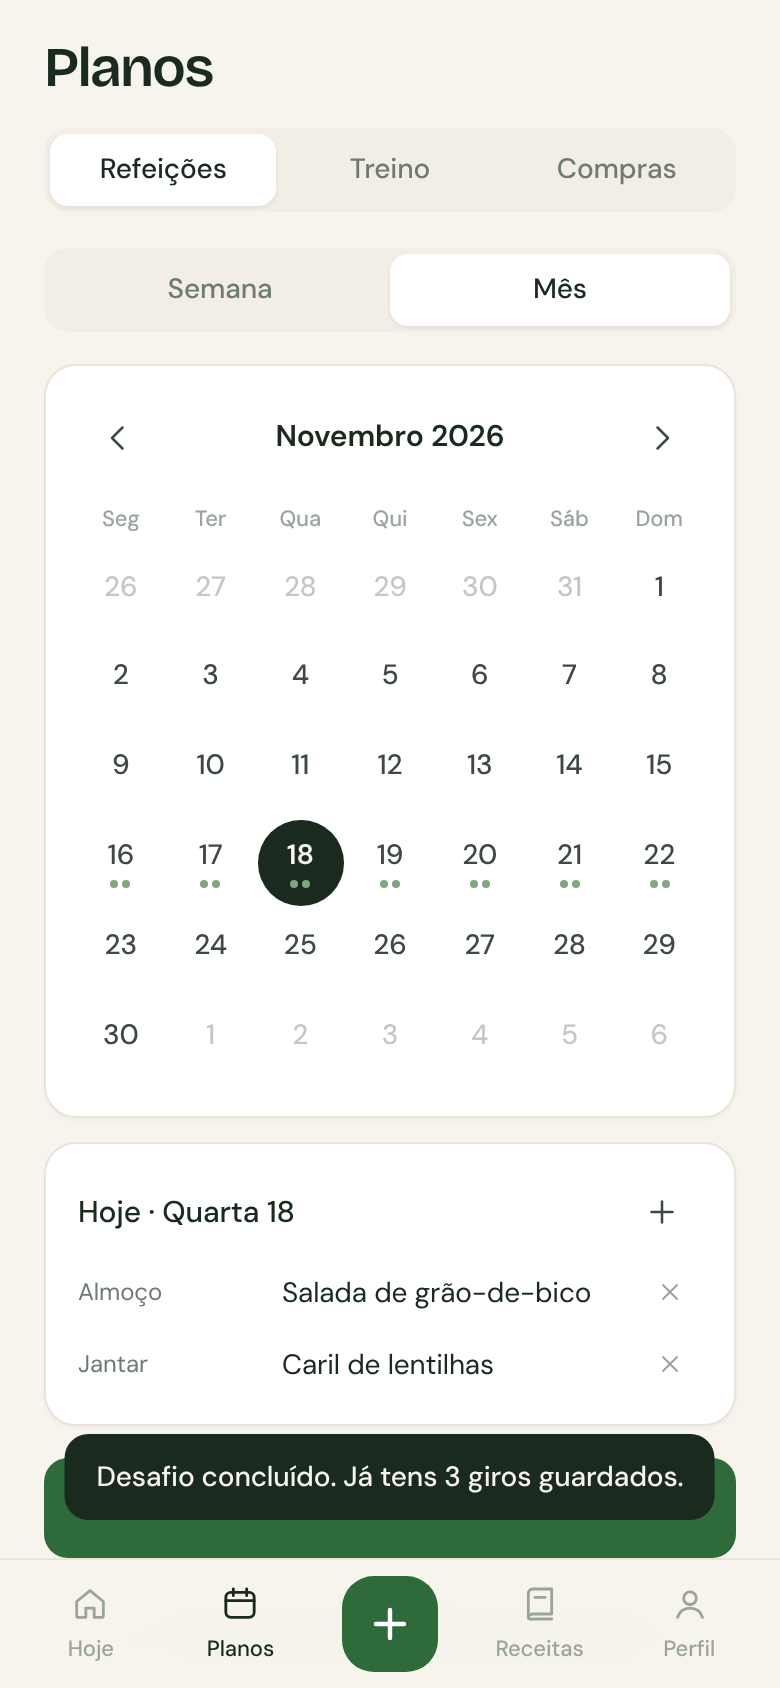 Planos
Refeições Treino Compras
Semana Mês
Novembro 2026
Seg Ter Qua Qui Sex Sáb Dom
26 27 28 29 30 31 1
2 3 4 5 6 7 8
9 10 11 12 13 14 15
16 17 18 19 20 21 22
23 24 25 26 27 28 29
30 1 2 3 4 5 6
Hoje · Quarta 18
Almoço Salada de grão-de-bico
Jantar Caril de lentilhas
Desafio concluído. Já tens 3 giros guardados.
Hoje Planos Receitas Perfil